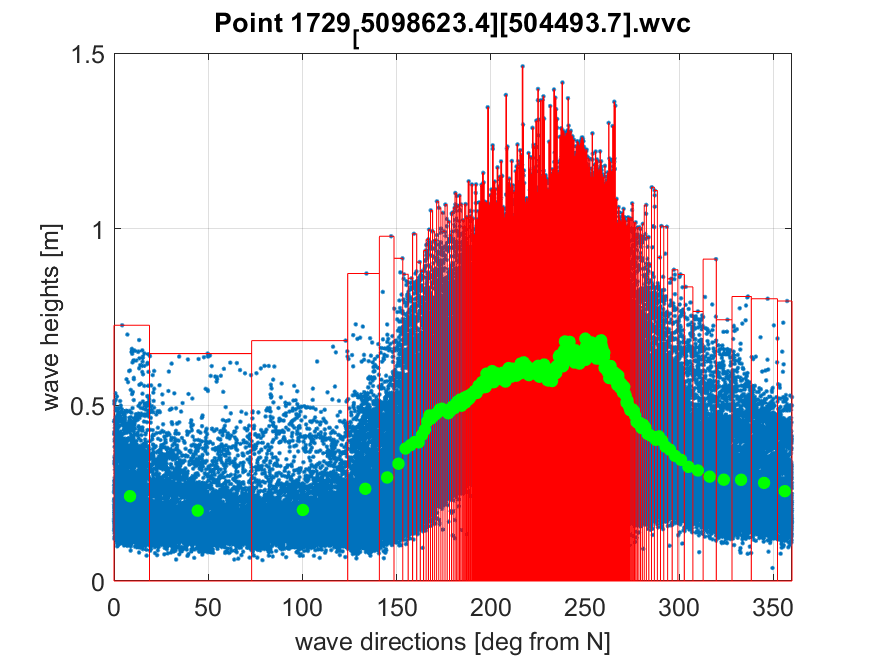 Point 1729[5098623.4][504493.7].wvc
1.5
1
0.5
0
wave heights [m]
0 50 100 150 200 250 300 350
wave directions [deg from N]